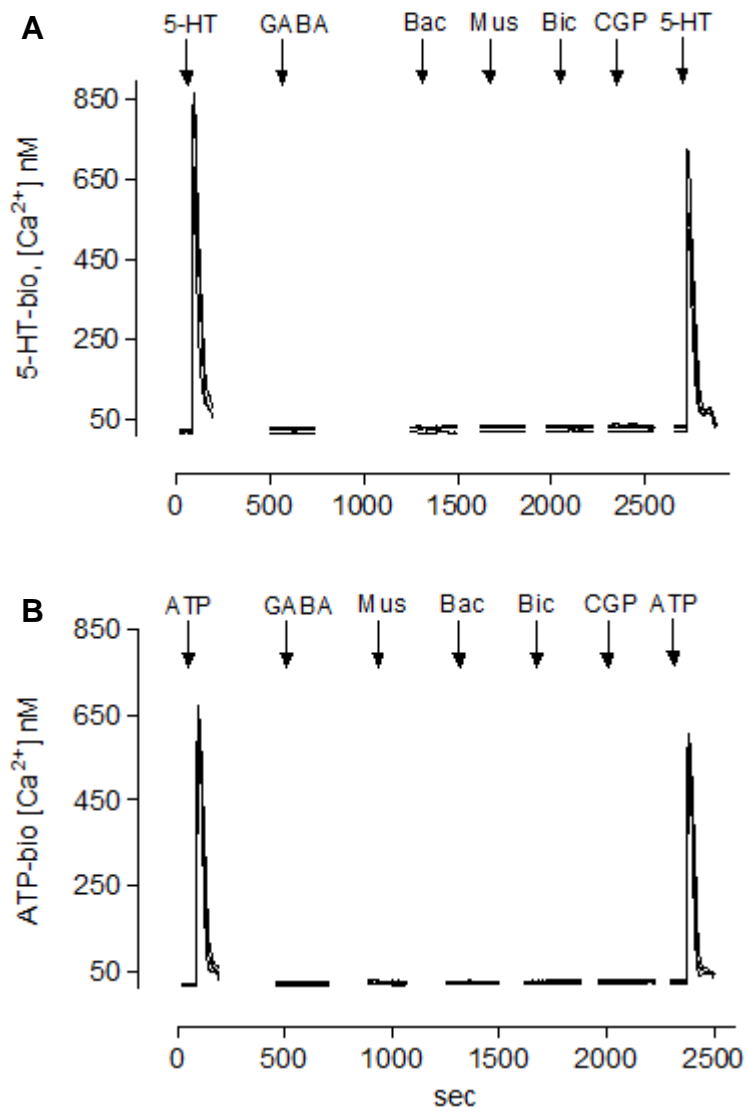 A
5-HT GABA Bac Mus Bic CGP 5-HT
5-HT-bio, [Ca²⁺] nM
850
650
450
250
50
0 500 1000 1500 2000 2500
B
ATP GABA Mus Bac Bic CGP ATP
ATP-bio [Ca²⁺] nM
850
650
450
250
50
0 500 1000 1500 2000 2500
sec